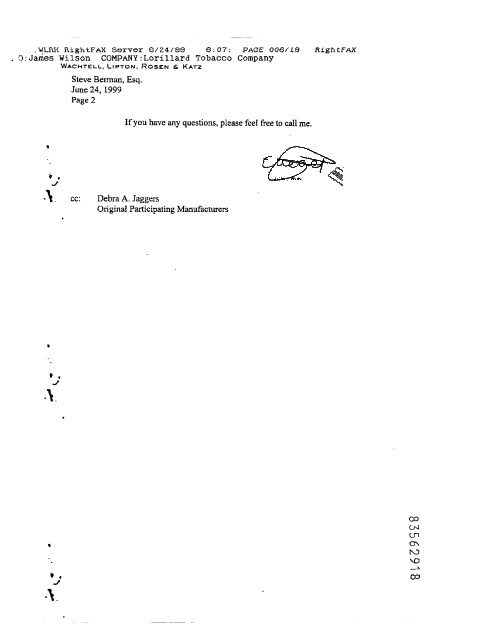 .WLRK RightFAX Server 6/24/99 6:07: PAGE 006/18 RightFAX
O:James Wilson COMPANY:Lorillard Tobacco Company
WACHTELL, LIPTON, ROSEN & KATZ
Steve Berman, Esq.
June 24, 1999
Page 2
If you have any questions, please feel free to call me.
cc: Debra A. Jaggers
Original Participating Manufacturers
83562918